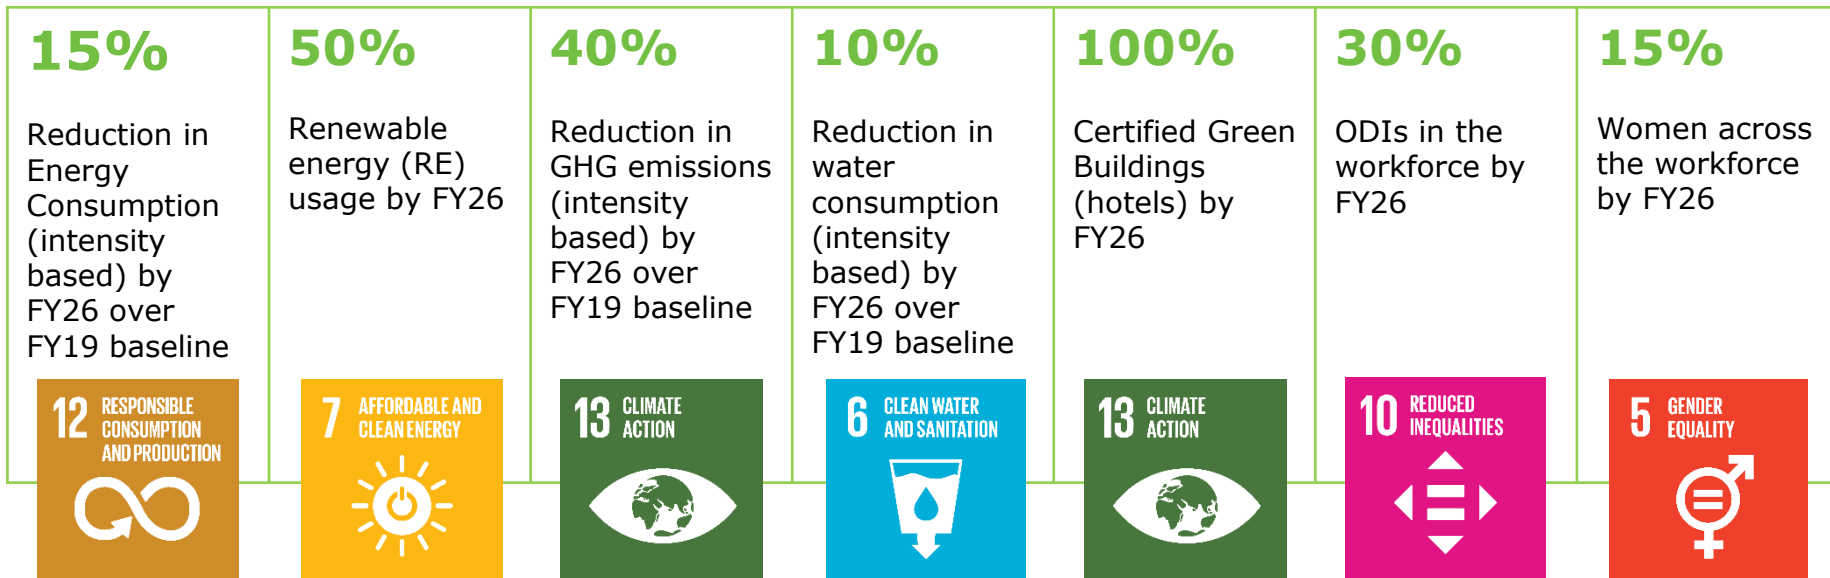 15%
Reduction in
Energy
Consumption
(intensity
based) by
FY26 over
FY19 baseline
12 RESPONSIBLE
CONSUMPTION
AND PRODUCTION
50%
Renewable
energy (RE)
usage by FY26
7 AFFORDABLE AND
CLEAN ENERGY
40%
Reduction in
GHG emissions
(intensity
based) by
FY26 over
FY19 baseline
13 CLIMATE
ACTION
10%
Reduction in
water
consumption
(intensity
based) by
FY26 over
FY19 baseline
6 CLEAN WATER
AND SANITATION
100%
Certified Green
Buildings
(hotels) by
FY26
13 CLIMATE
ACTION
30%
ODIs in the
workforce by
FY26
10 REDUCED
INEQUALITIES
15%
Women across
the workforce
by FY26
5 GENDER
EQUALITY